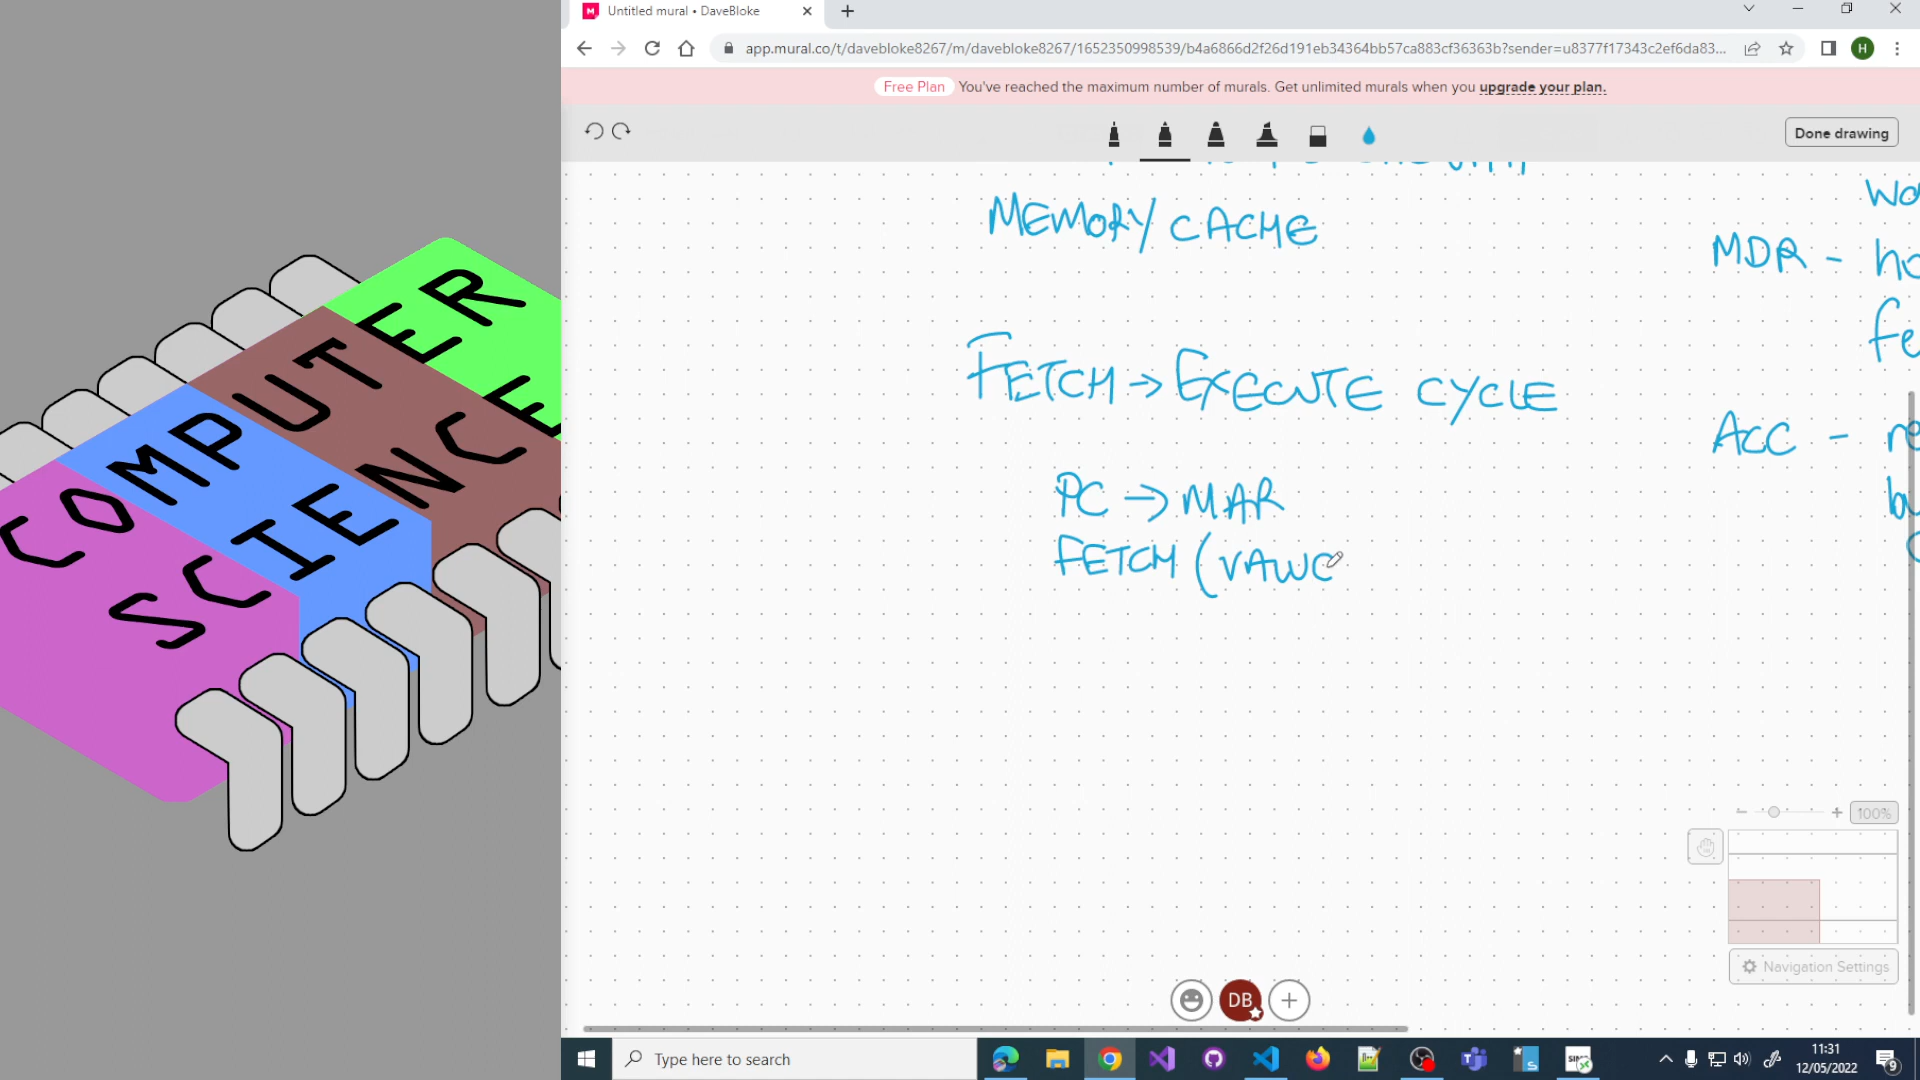 COMPUTER
SCIENCE
Untitled mural • DaveBloke
app.mural.co/t/davebloke8267/m/davebloke8267/1652350998539/b4a6866d2f26d191eb34364bb57ca883cf36363b?sender=u8377f17343c2ef6da83...
H
Free Plan You've reached the maximum number of murals. Get unlimited murals when you upgrade your plan.
Done drawing
MEMORY CACHE
FETCH → EXECUTE CYCLE
PC → MAR
FETCH (VALUE
MDR -
ACC -
100%
Navigation Settings
DB
Type here to search
11:31
12/05/2022
9